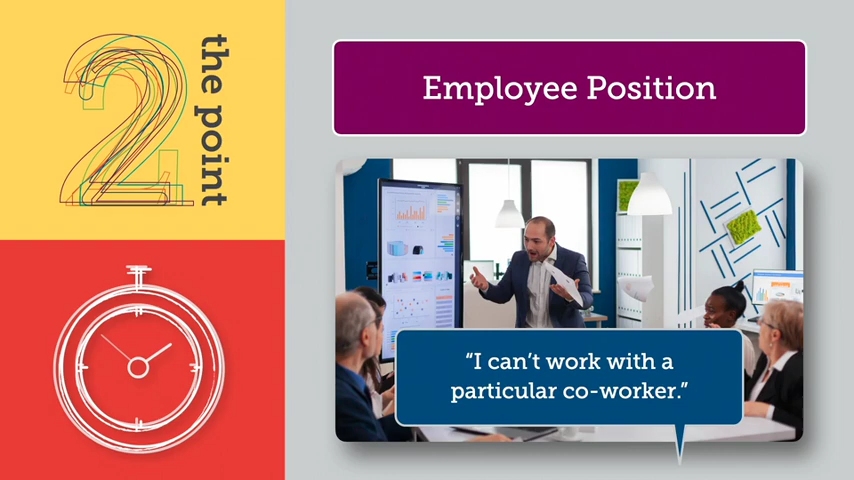 2
the point
Employee Position
“I can’t work with a
particular co-worker.”